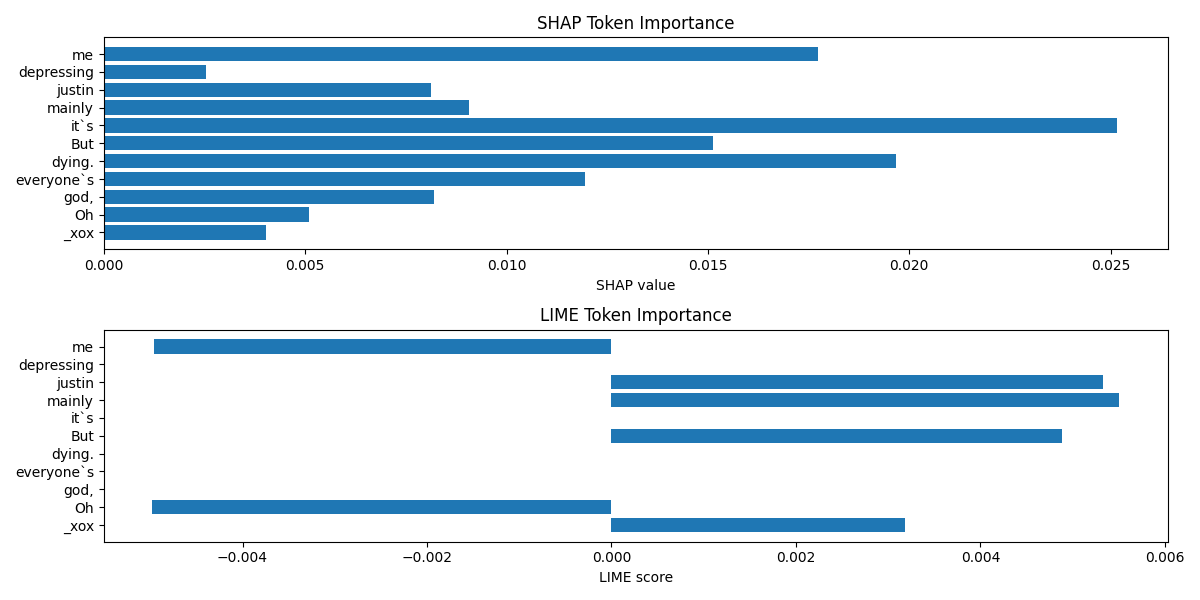 SHAP Token Importance
me
depressing
justin
mainly
it`s
But
dying.
everyone`s
god,
Oh
_xox
0.000 0.005 0.010 0.015 0.020 0.025
SHAP value
LIME Token Importance
me
depressing
justin
mainly
it`s
But
dying.
everyone`s
god,
Oh
_xox
−0.004 −0.002 0.000 0.002 0.004 0.006
LIME score